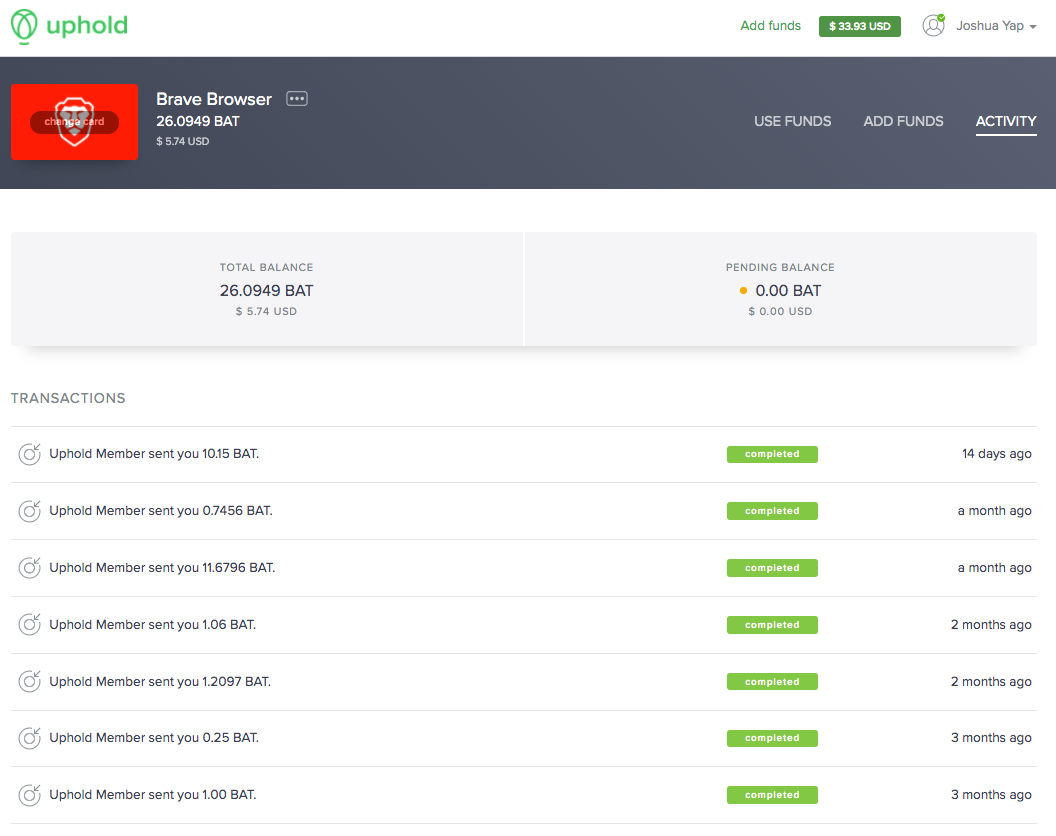 uphold
Add funds
$ 33.93 USD
Joshua Yap
change card
Brave Browser
26.0949 BAT
$ 5.74 USD
USE FUNDS
ADD FUNDS
ACTIVITY
TOTAL BALANCE
26.0949 BAT
$ 5.74 USD
PENDING BALANCE
0.00 BAT
$ 0.00 USD
TRANSACTIONS
Uphold Member sent you 10.15 BAT. completed 14 days ago
Uphold Member sent you 0.7456 BAT. completed a month ago
Uphold Member sent you 11.6796 BAT. completed a month ago
Uphold Member sent you 1.06 BAT. completed 2 months ago
Uphold Member sent you 1.2097 BAT. completed 2 months ago
Uphold Member sent you 0.25 BAT. completed 3 months ago
Uphold Member sent you 1.00 BAT. completed 3 months ago